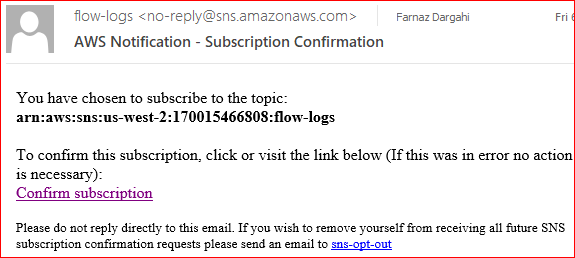 flow-logs <no-reply@sns.amazonaws.com> Farnaz Dargahi Fri 6
AWS Notification - Subscription Confirmation
You have chosen to subscribe to the topic:
arn:aws:sns:us-west-2:170015466808:flow-logs
To confirm this subscription, click or visit the link below (If this was in error no action
is necessary):
Confirm subscription
Please do not reply directly to this email. If you wish to remove yourself from receiving all future SNS
subscription confirmation requests please send an email to sns-opt-out